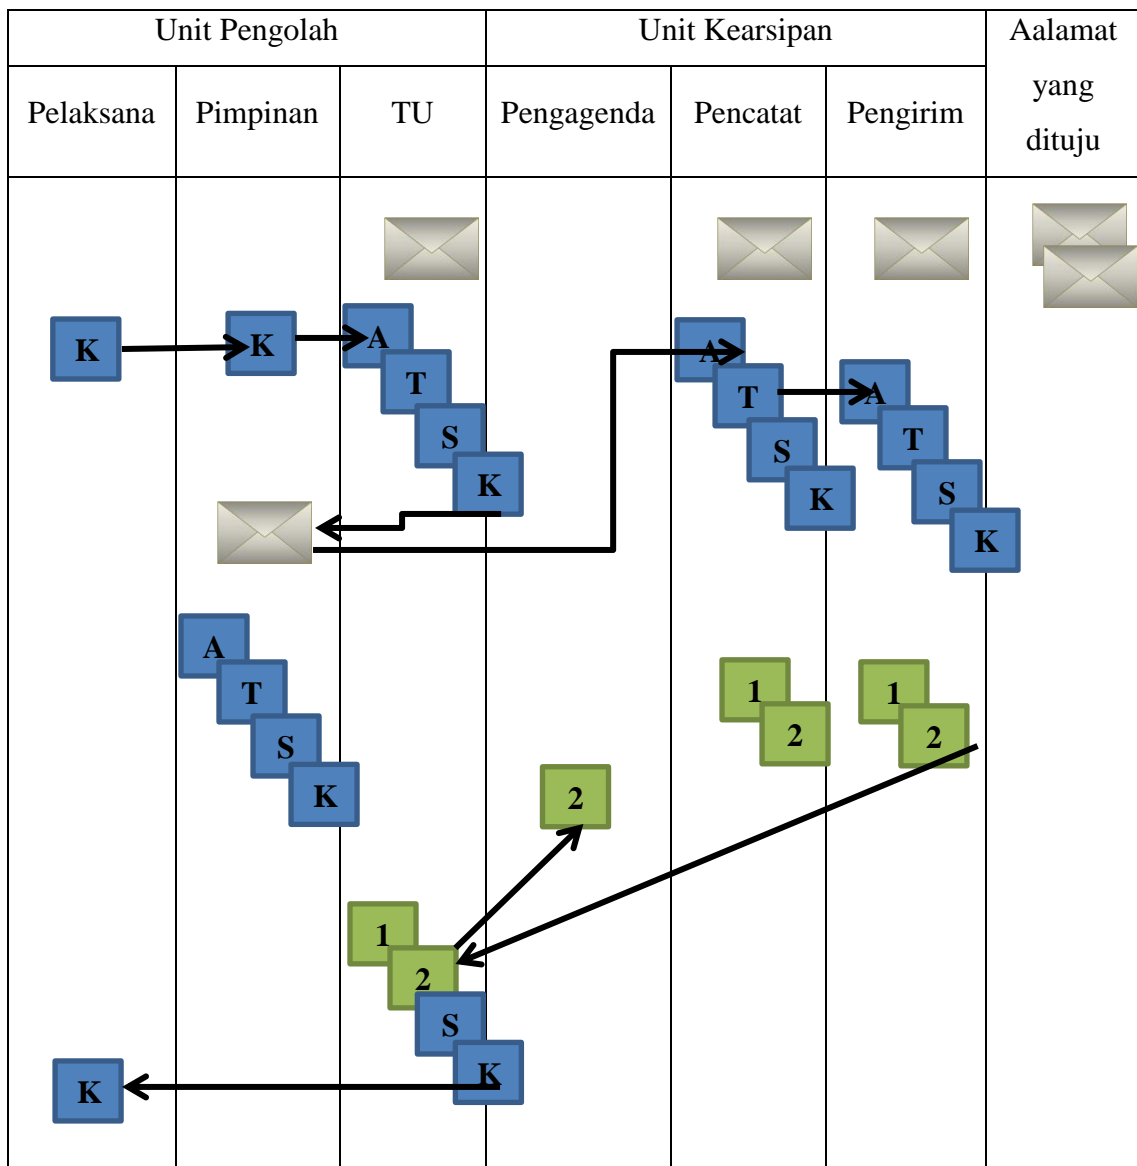 Unit Pengolah
Unit Kearsipan
Aalamat
yang
dituju
Pelaksana
Pimpinan
TU
Pengagenda
Pencatat
Pengirim
K
K
A
T
S
K
A
T
S
K
A
T
S
K
A
T
S
K
1
2
1
2
2
1
2
S
K
K